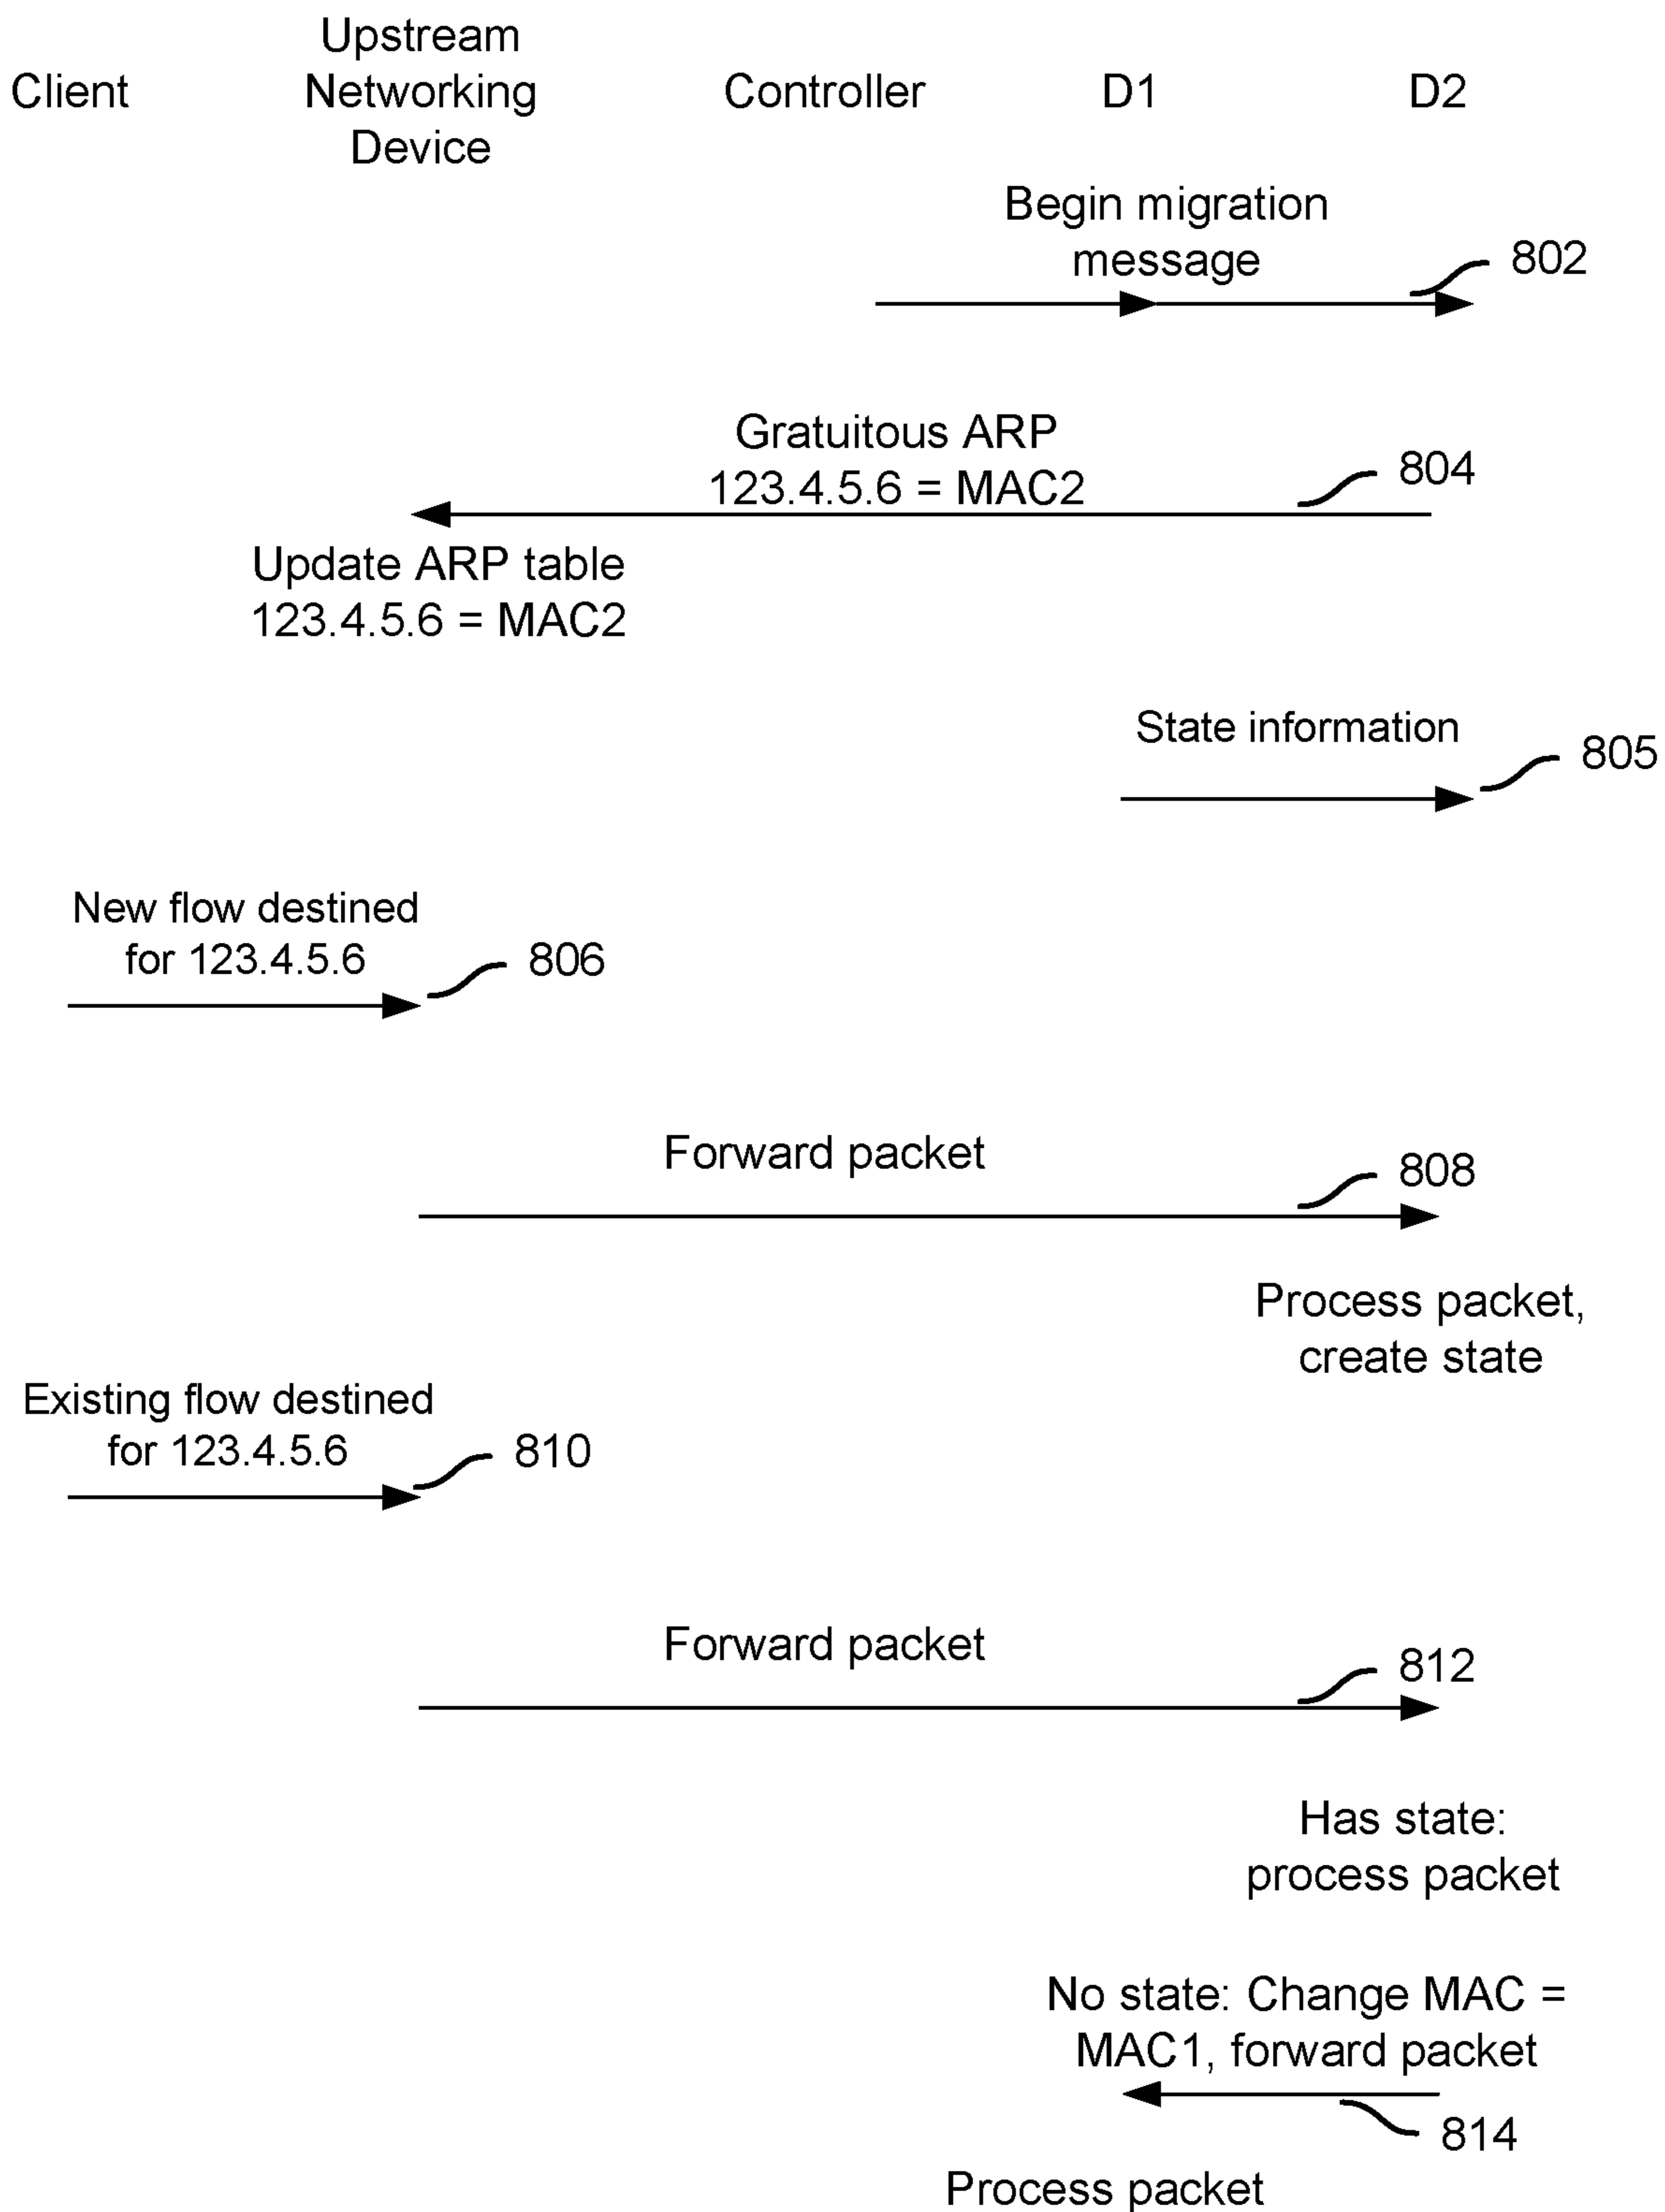 Client
Upstream
Networking
Device
Controller
D1
D2
Begin migration
message
802
Gratuitous ARP
123.4.5.6 = MAC2
804
Update ARP table
123.4.5.6 = MAC2
State information
805
New flow destined
for 123.4.5.6
806
Forward packet
808
Process packet,
create state
Existing flow destined
for 123.4.5.6
810
Forward packet
812
Has state:
process packet
No state: Change MAC =
MAC1, forward packet
814
Process packet